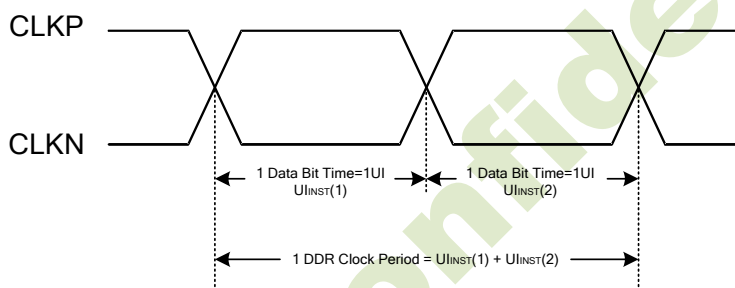 CLKP
CLKN
1 Data Bit Time=1UI
UIINST(1)
1 Data Bit Time=1UI
UIINST(2)
1 DDR Clock Period = UIINST(1) + UIINST(2)